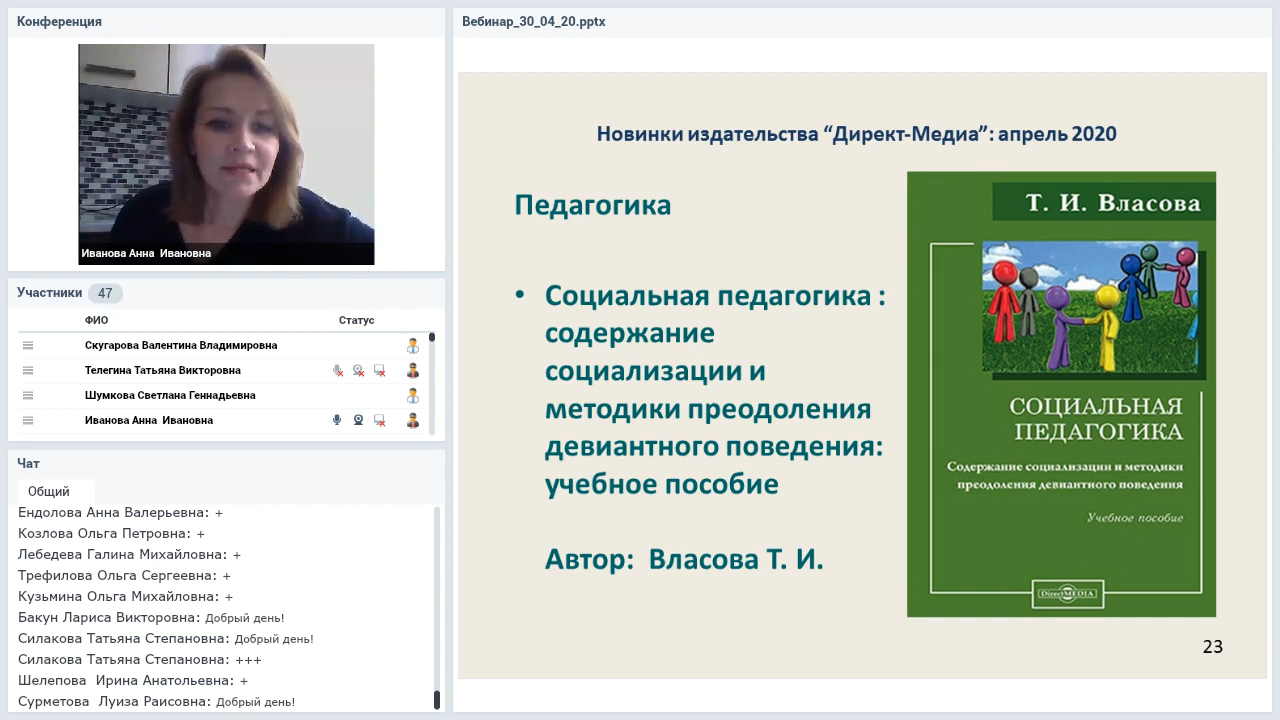 Конференция
Иванова Анна  Ивановна
Участники 47
ФИО Статус
Скугарова Валентина Владимировна
Телегина Татьяна Викторовна
Шумкова Светлана Геннадьевна
Иванова Анна  Ивановна
Чат
Общий
Ендолова Анна Валерьевна: +
Козлова Ольга Петровна: +
Лебедева Галина Михайловна: +
Трефилова Ольга Сергеевна: +
Кузьмина Ольга Михайловна: +
Бакун Лариса Викторовна: Добрый день!
Силакова Татьяна Степановна: Добрый день!
Силакова Татьяна Степановна: +++
Шелепова  Ирина Анатольевна: +
Сурметова  Луиза Раисовна: Добрый день!
Вебинар_30_04_20.pptx
Новинки издательства “Директ-Медиа”: апрель 2020
Педагогика
• Социальная педагогика :
содержание
социализации и
методики преодоления
девиантного поведения:
учебное пособие
Автор:  Власова Т. И.
Т. И. Власова
СОЦИАЛЬНАЯ
ПЕДАГОГИКА
Содержание социализации и методики
преодоления девиантного поведения
Учебное пособие
DirectMEDIA
23